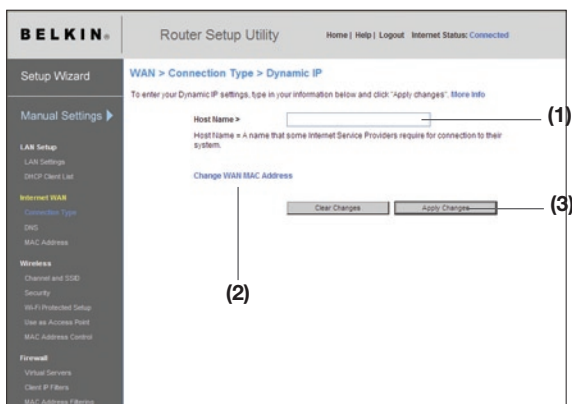 BELKIN®
Router Setup Utility
Home | Help | Logout Internet Status: Connected
Setup Wizard
Manual Settings
LAN Setup
LAN Settings
DHCP Client List
Internet WAN
Connection Type
DNS
MAC Address
Wireless
Channel and SSID
Security
Wi-Fi Protected Setup
Use as Access Point
MAC Address Control
Firewall
Virtual Servers
Client IP Filters
MAC Address Filtering
WAN > Connection Type > Dynamic IP
To enter your Dynamic IP settings, type in your information below and click "Apply changes". More Info
Host Name >
(1)
Host Name = A name that some Internet Service Providers require for connection to their
system.
Change WAN MAC Address
Clear Changes
Apply Changes
(3)
(2)